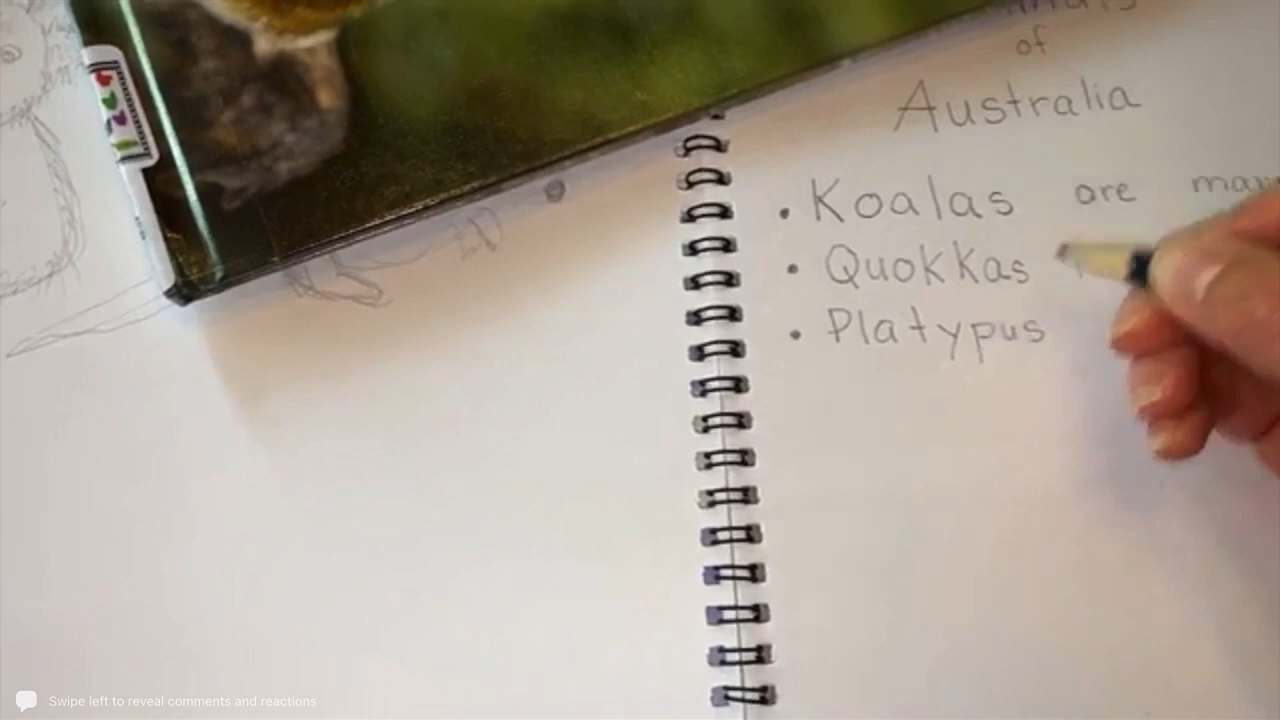 of
Australia
• Koalas are
• Quokkas
• Platypus
Swipe left to reveal comments and reactions